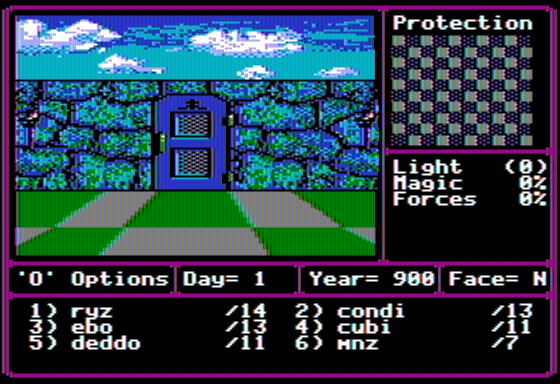 Protection
Light (0)
Magic 0%
Forces 0%
'O' Options Day= 1 Year= 900 Face= N
1) ryz /14 2) condi /13
3) ebo /13 4) cubi /11
5) deddo /11 6) mnz /7